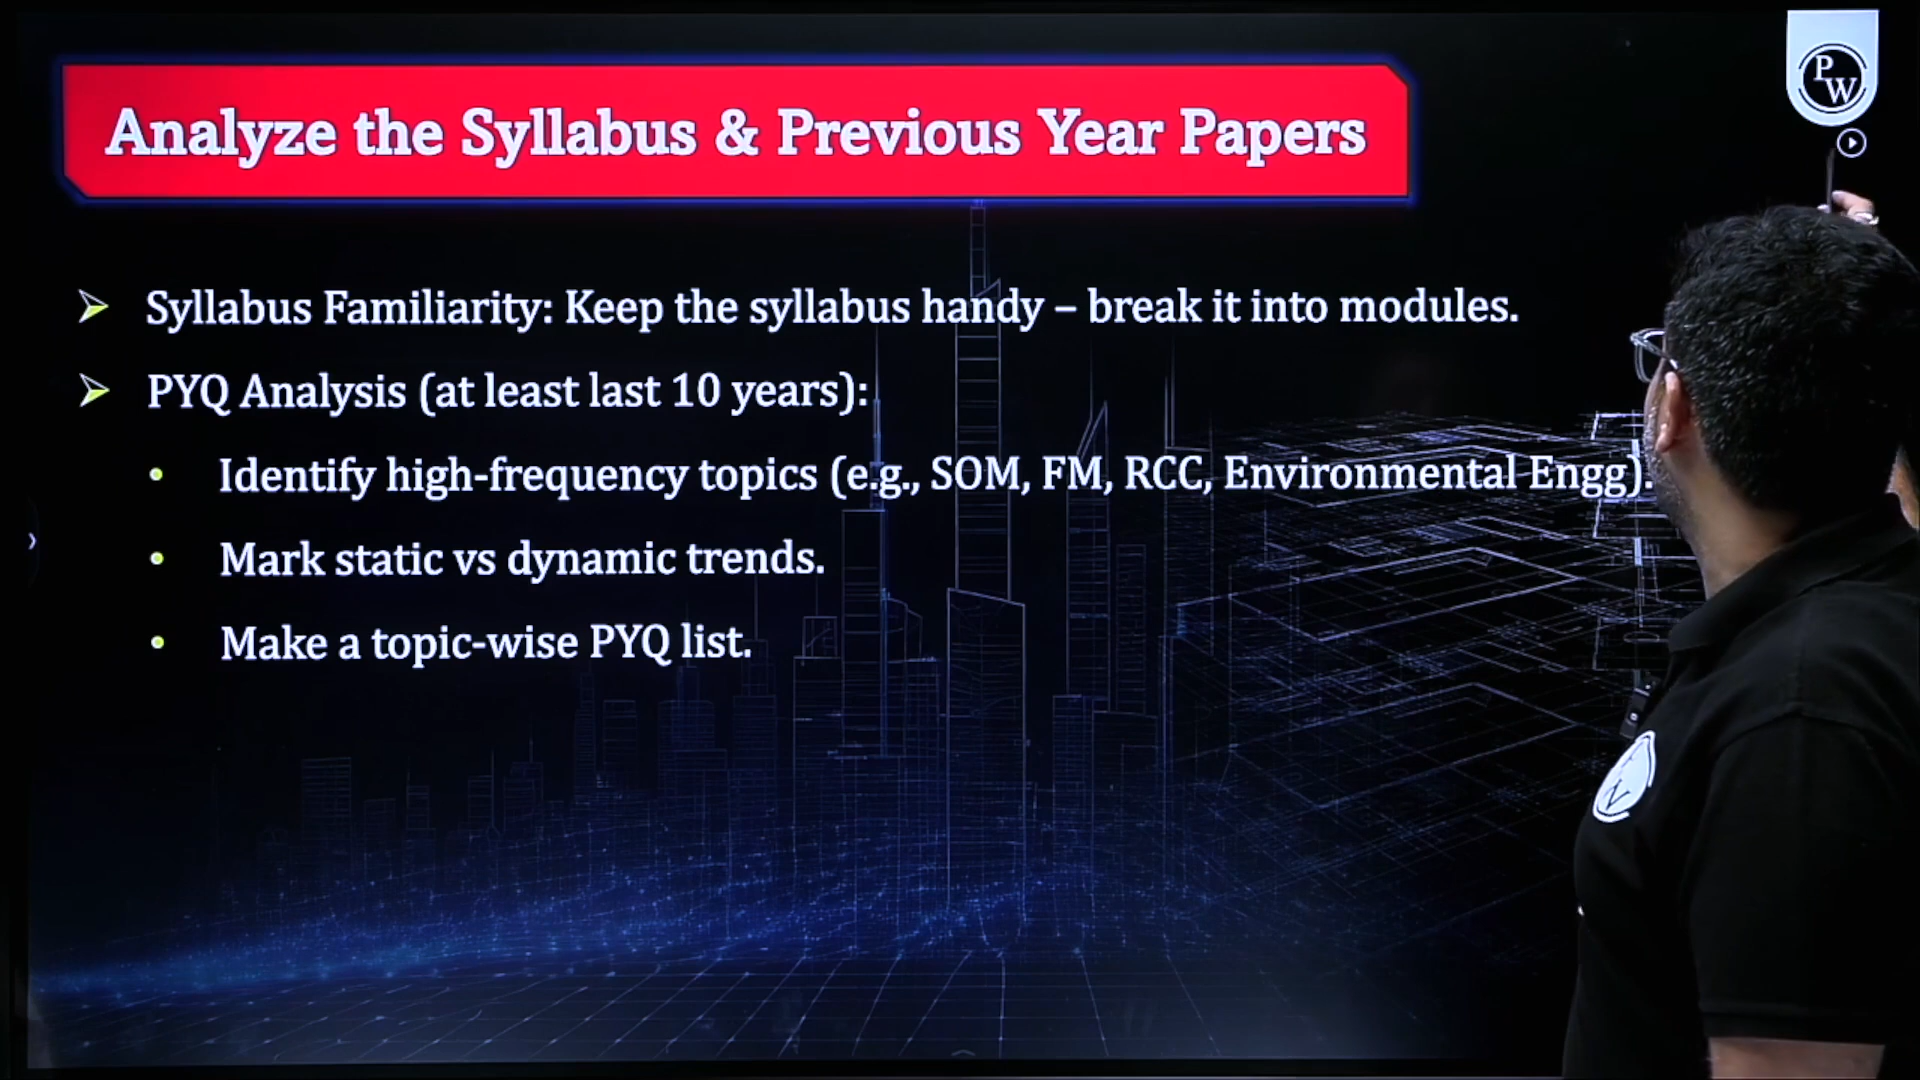 Analyze the Syllabus & Previous Year Papers
PW
Syllabus Familiarity: Keep the syllabus handy – break it into modules.
PYQ Analysis (at least last 10 years):
Identify high-frequency topics (e.g., SOM, FM, RCC, Environmental Engg).
Mark static vs dynamic trends.
Make a topic-wise PYQ list.